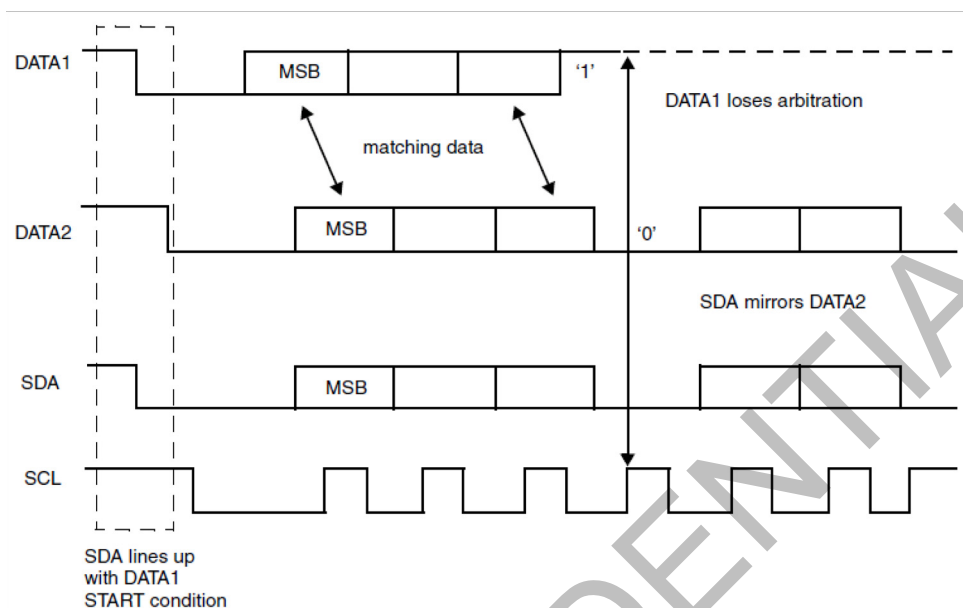 DATA1
MSB
‘1’
DATA1 loses arbitration
matching data
DATA2
MSB
‘0’
SDA mirrors DATA2
SDA
MSB
SCL
SDA lines up
with DATA1
START condition
DENTIAL